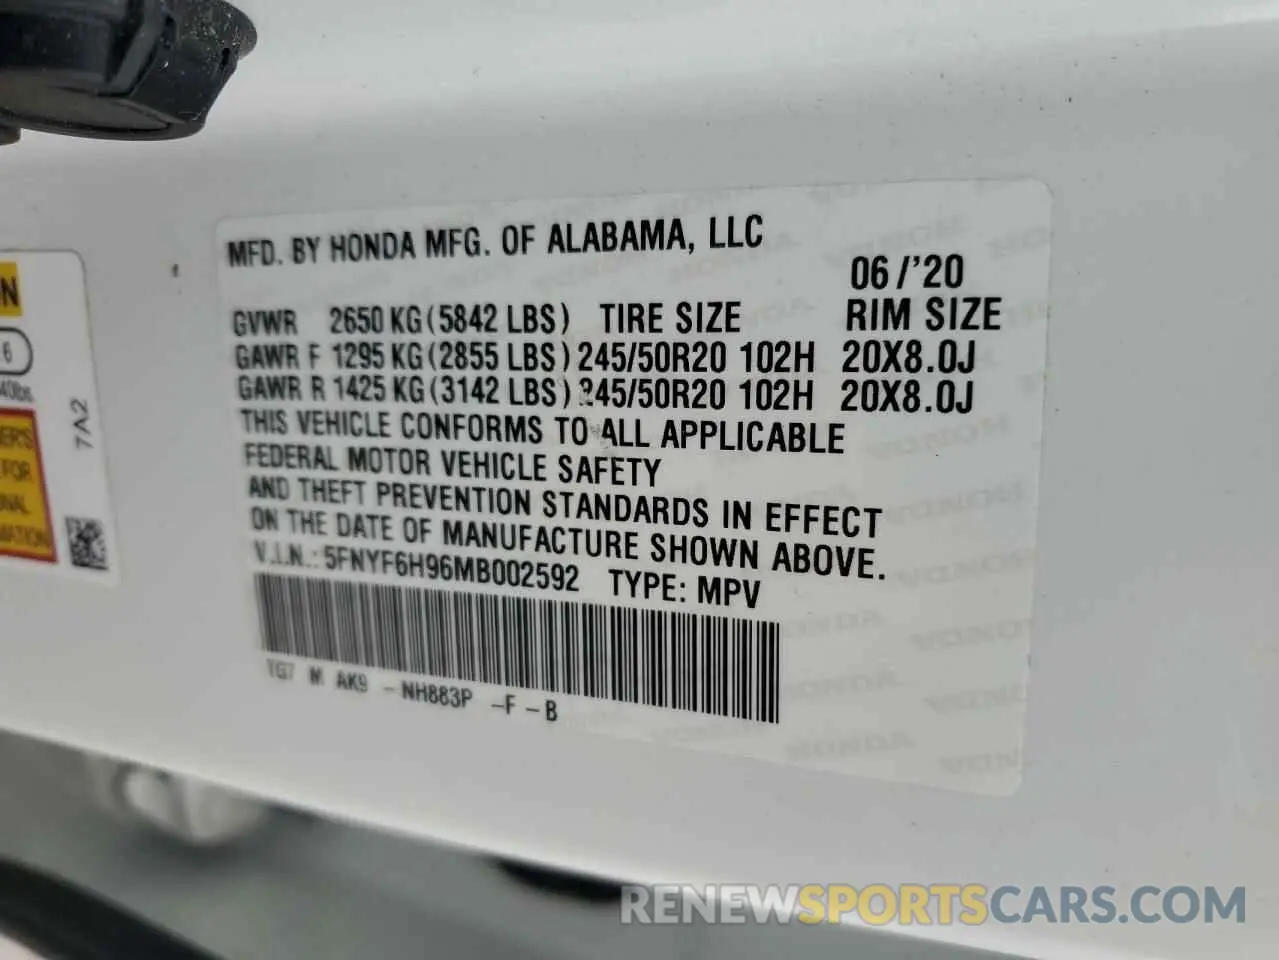 MFD. BY HONDA MFG. OF ALABAMA, LLC
06/'20
GVWR 2650 KG (5842 LBS) TIRE SIZE RIM SIZE
GAWR F 1295 KG (2855 LBS) 245/50R20 102H 20X8.0J
GAWR R 1425 KG (3142 LBS) 245/50R20 102H 20X8.0J
THIS VEHICLE CONFORMS TO ALL APPLICABLE
FEDERAL MOTOR VEHICLE SAFETY
AND THEFT PREVENTION STANDARDS IN EFFECT
ON THE DATE OF MANUFACTURE SHOWN ABOVE.
V.I.N.: 5FNYF6H96MB002592 TYPE: MPV
TG7 M AK9 -NH883P -F -B
7A2
6
FOR
RENEWSPORTSCARS.COM